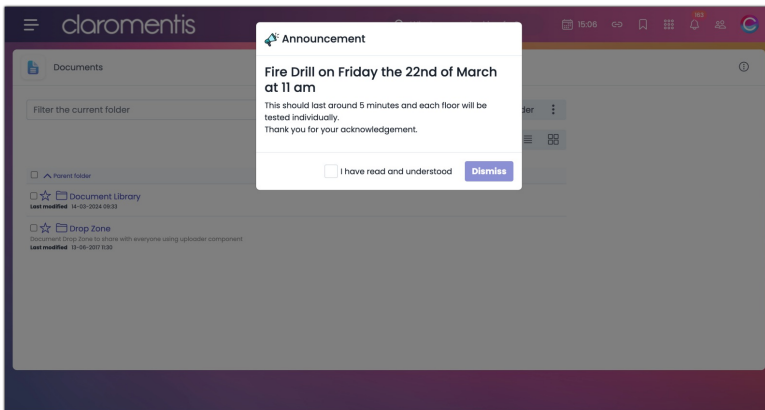 claromentis
15:06
163
Announcement
Fire Drill on Friday the 22nd of March
at 11 am
This should last around 5 minutes and each floor will be
tested individually.
Thank you for your acknowledgement.
I have read and understood
Dismiss
Documents
Filter the current folder
Parent folder
Document Library
Last modified 14-03-2024 09:33
Drop Zone
Document Drop Zone to share with everyone using uploader component
Last modified 13-06-2017 11:30